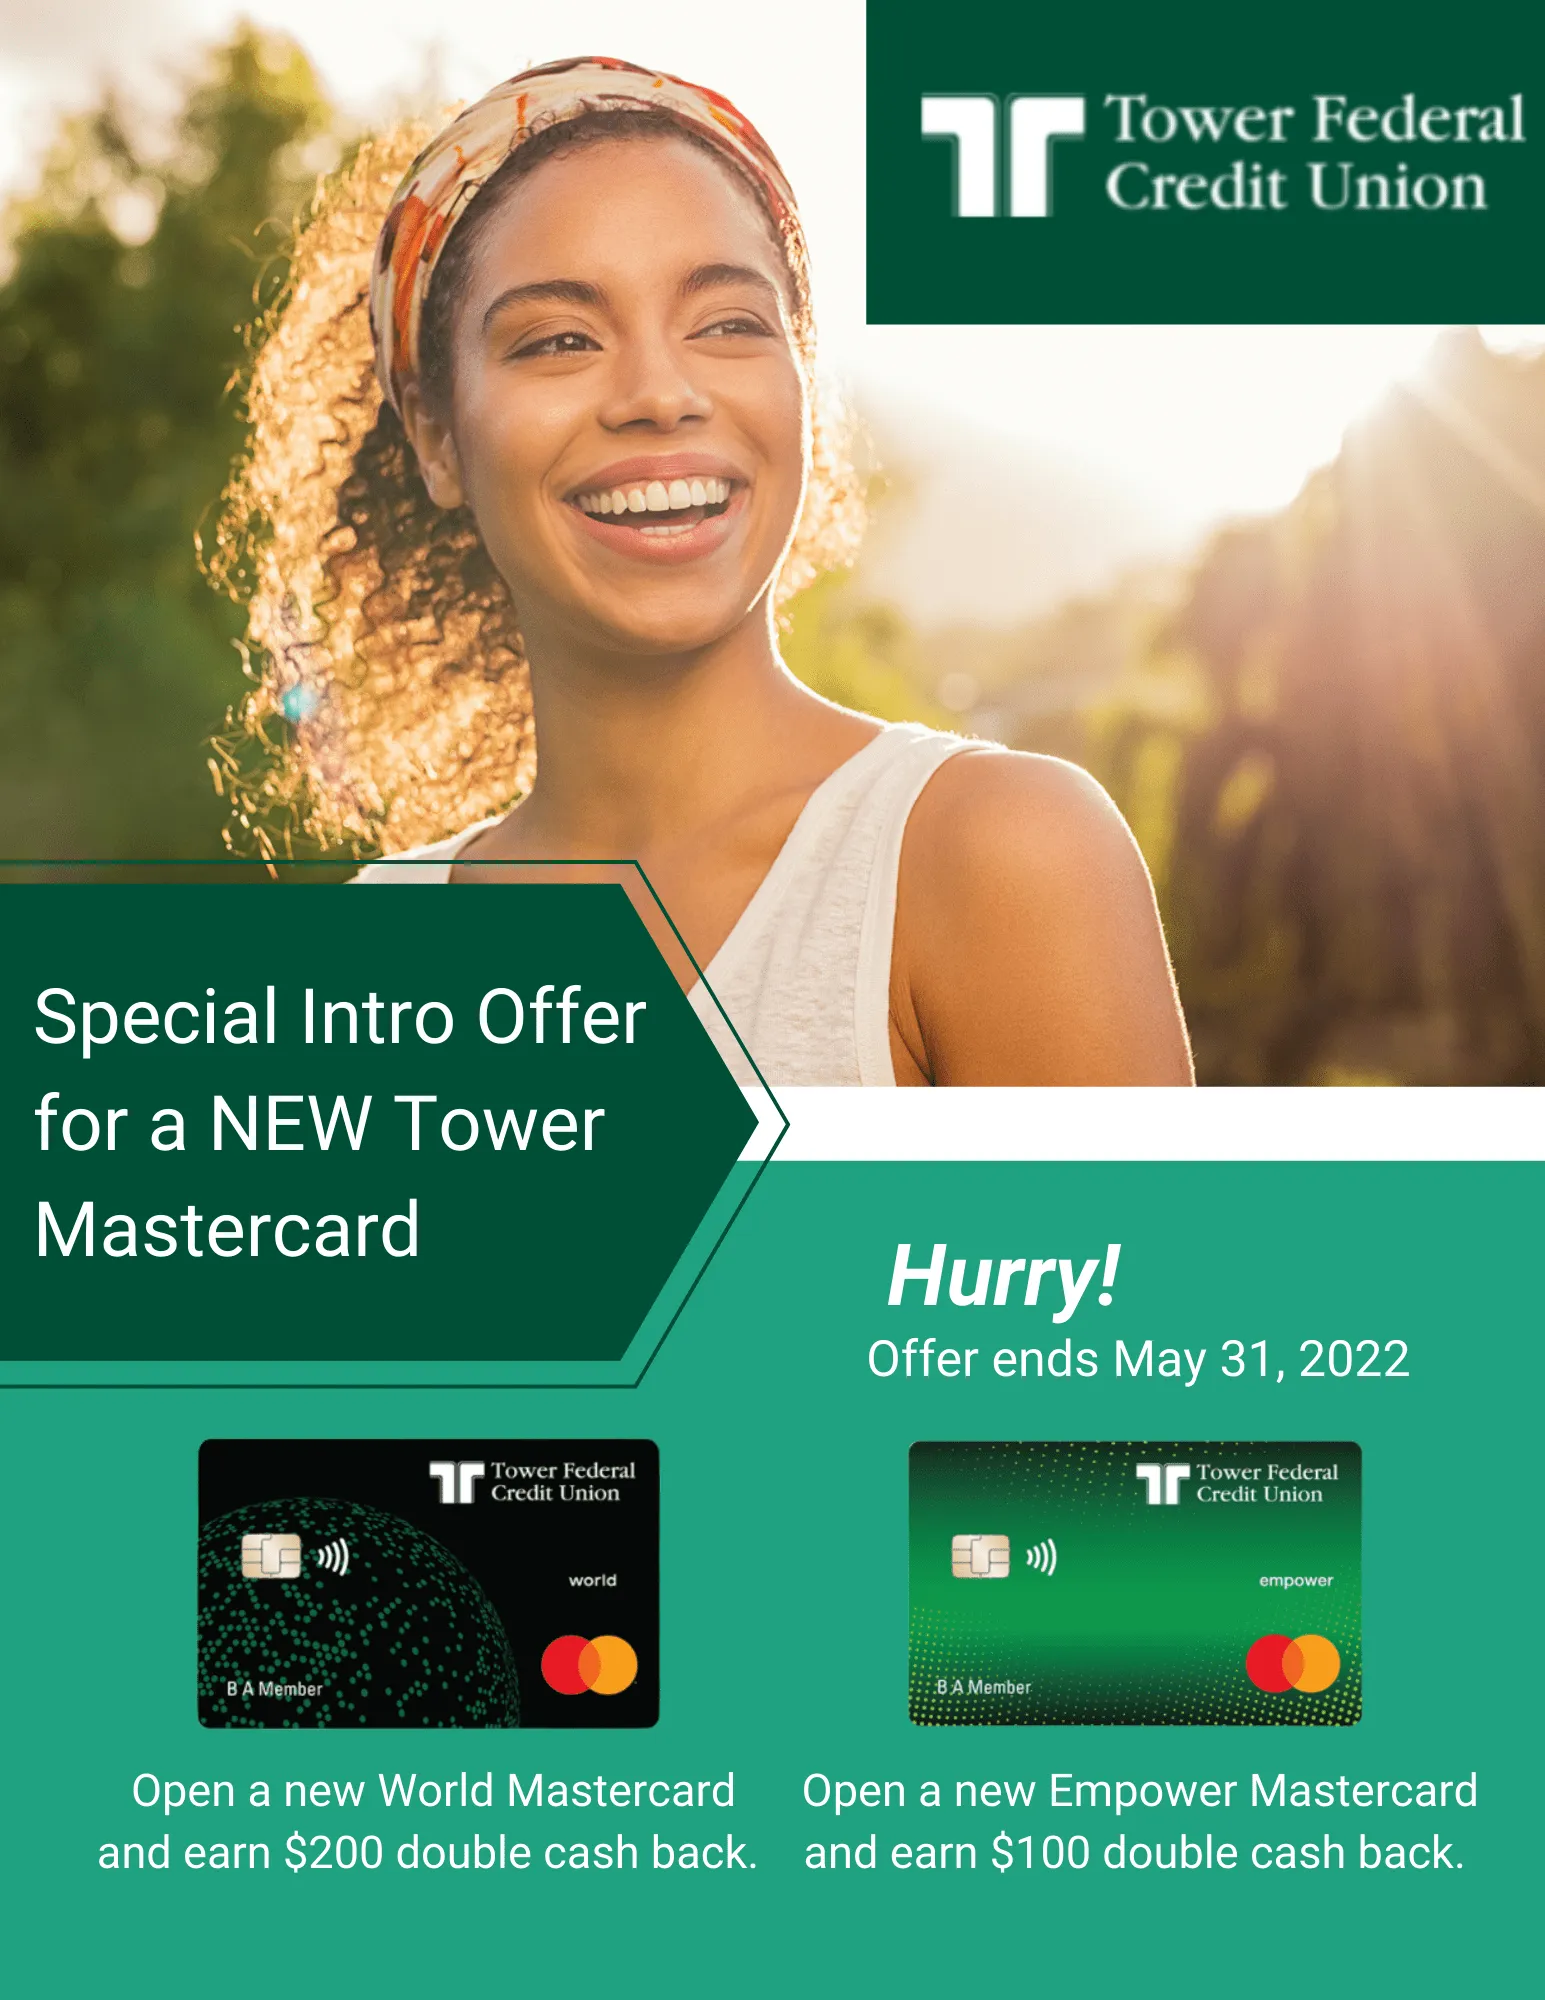 Tower Federal
Credit Union
Special Intro Offer
for a NEW Tower
Mastercard
Hurry!
Offer ends May 31, 2022
Tower Federal
Credit Union
world
B A Member
Tower Federal
Credit Union
empower
B A Member
Open a new World Mastercard
and earn $200 double cash back.
Open a new Empower Mastercard
and earn $100 double cash back.